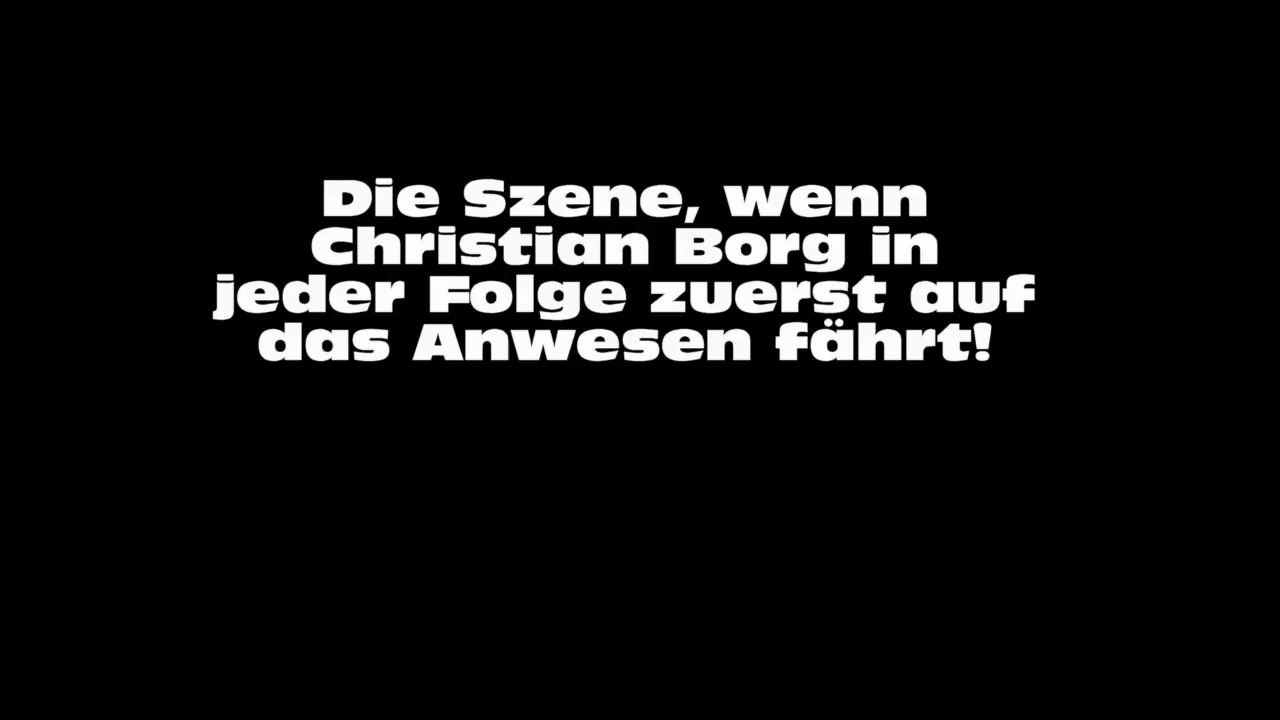 Die Szene, wenn
Christian Borg in
jeder Folge zuerst auf
das Anwesen fährt!